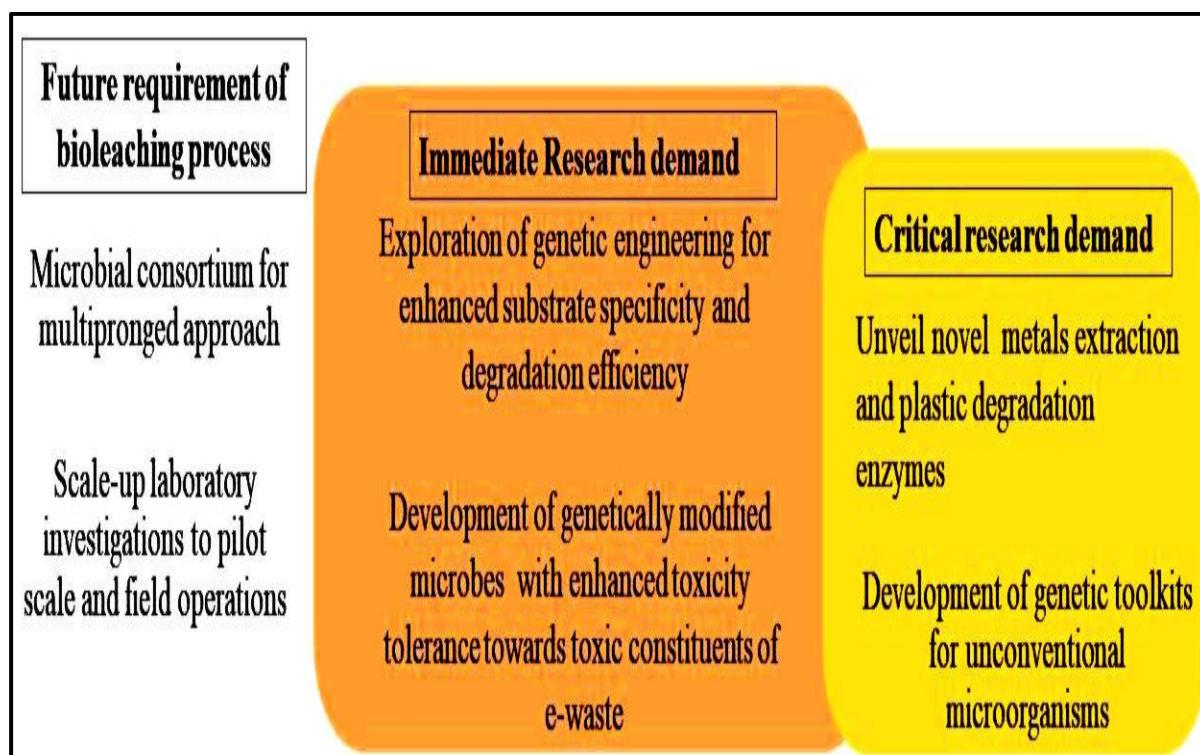 Future requirement of
bioleaching process
Microbial consortium for
multipronged approach
Scale-up laboratory
investigations to pilot
scale and field operations
Immediate Research demand
Exploration of genetic engineering for
enhanced substrate specificity and
degradation efficiency
Development of genetically modified
microbes with enhanced toxicity
tolerance towards toxic constituents of
e-waste
Critical research demand
Unveil novel metals extraction
and plastic degradation
enzymes
Development of genetic toolkits
for unconventional
microorganisms